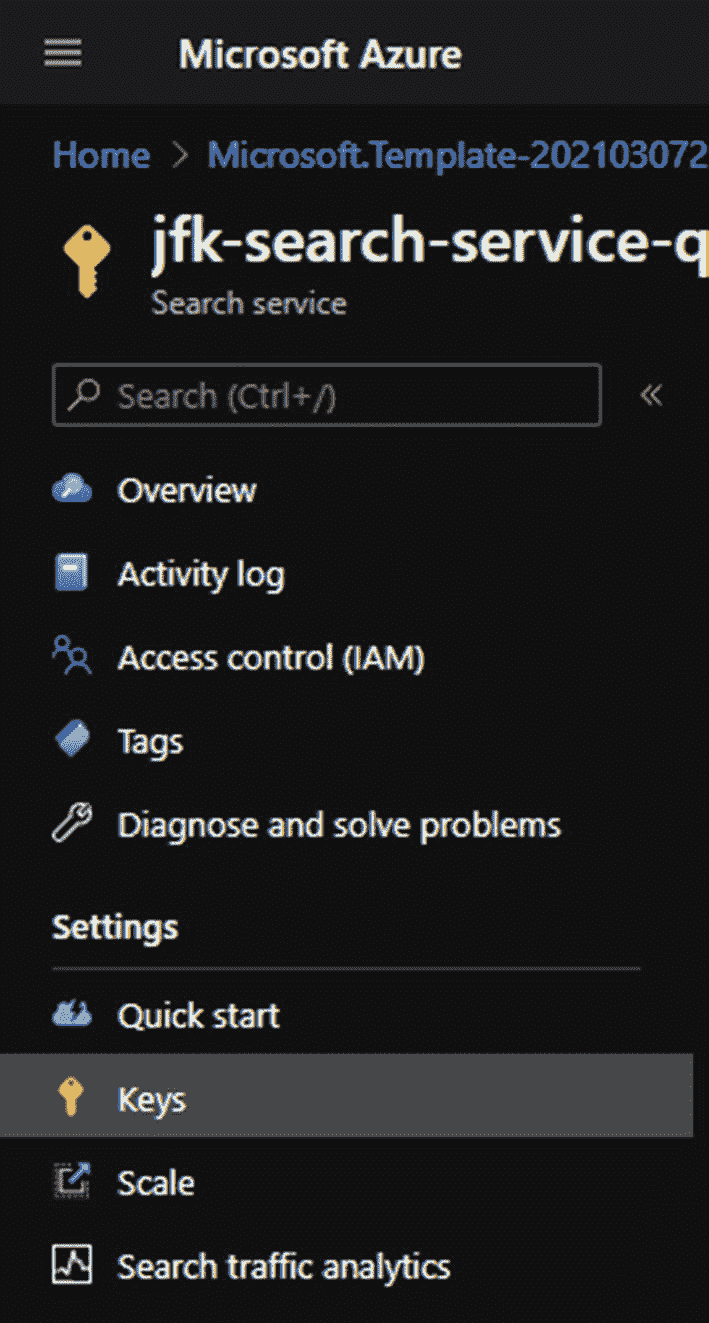 Microsoft Azure
Home > Microsoft.Template-202103072
jfk-search-service-q
Search service
Search (Ctrl+/)
«
Overview
Activity log
Access control (IAM)
Tags
Diagnose and solve problems
Settings
Quick start
Keys
Scale
Search traffic analytics